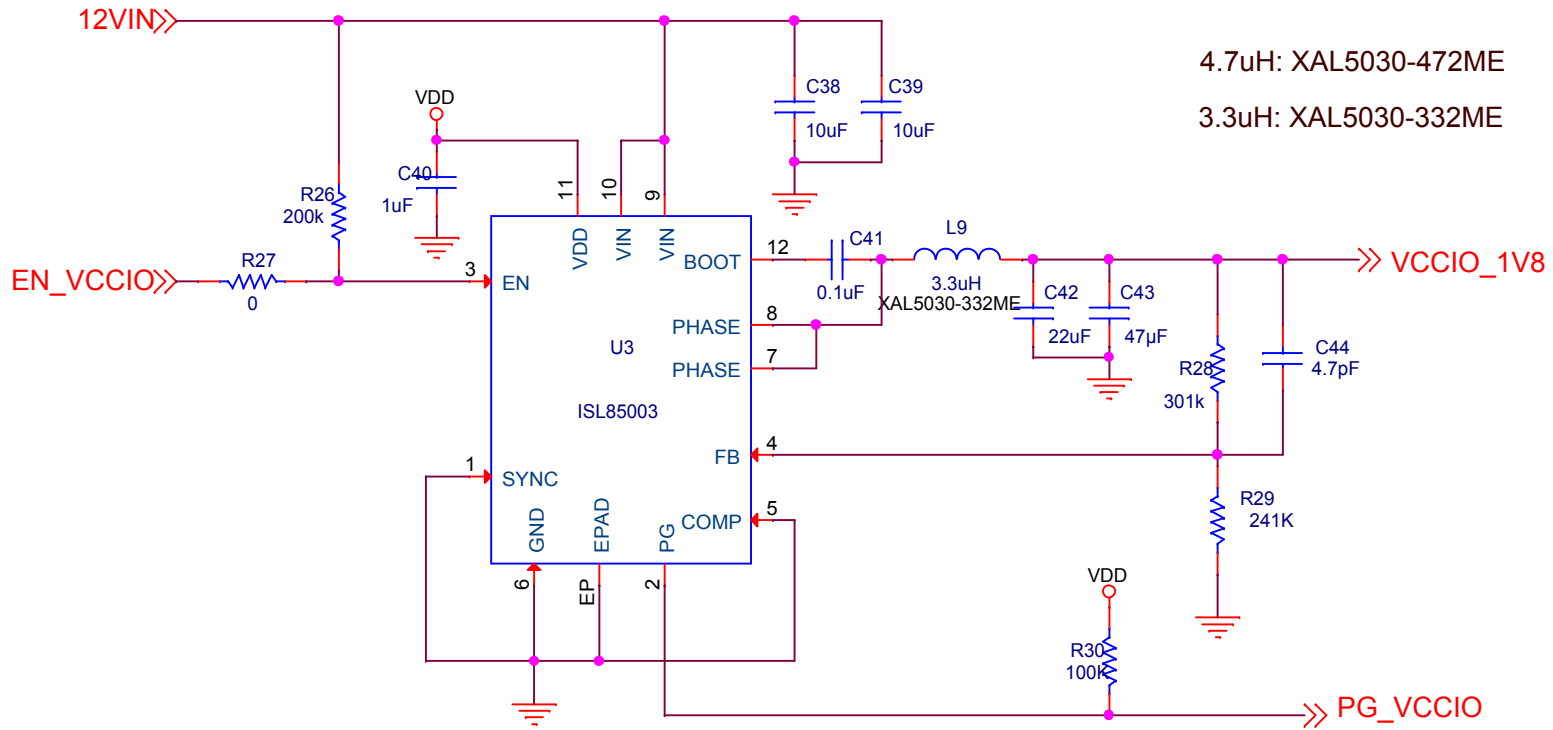 12VIN
4.7uH: XAL5030-472ME
3.3uH: XAL5030-332ME
VDD
C38
10uF
C39
10uF
C40
1uF
R26
200k
11
10
9
VDD
VIN
VIN
L9
3.3uH
XAL5030-332ME
C41
0.1uF
12
BOOT
VCCIO_1V8
EN_VCCIO
R27
0
3
EN
C42
22uF
C43
47µF
8
PHASE
7
PHASE
U3
ISL85003
R28
301k
C44
4.7pF
4
FB
1
SYNC
R29
241K
5
COMP
GND
EPAD
PG
6
EP
2
VDD
R30
100K
PG_VCCIO